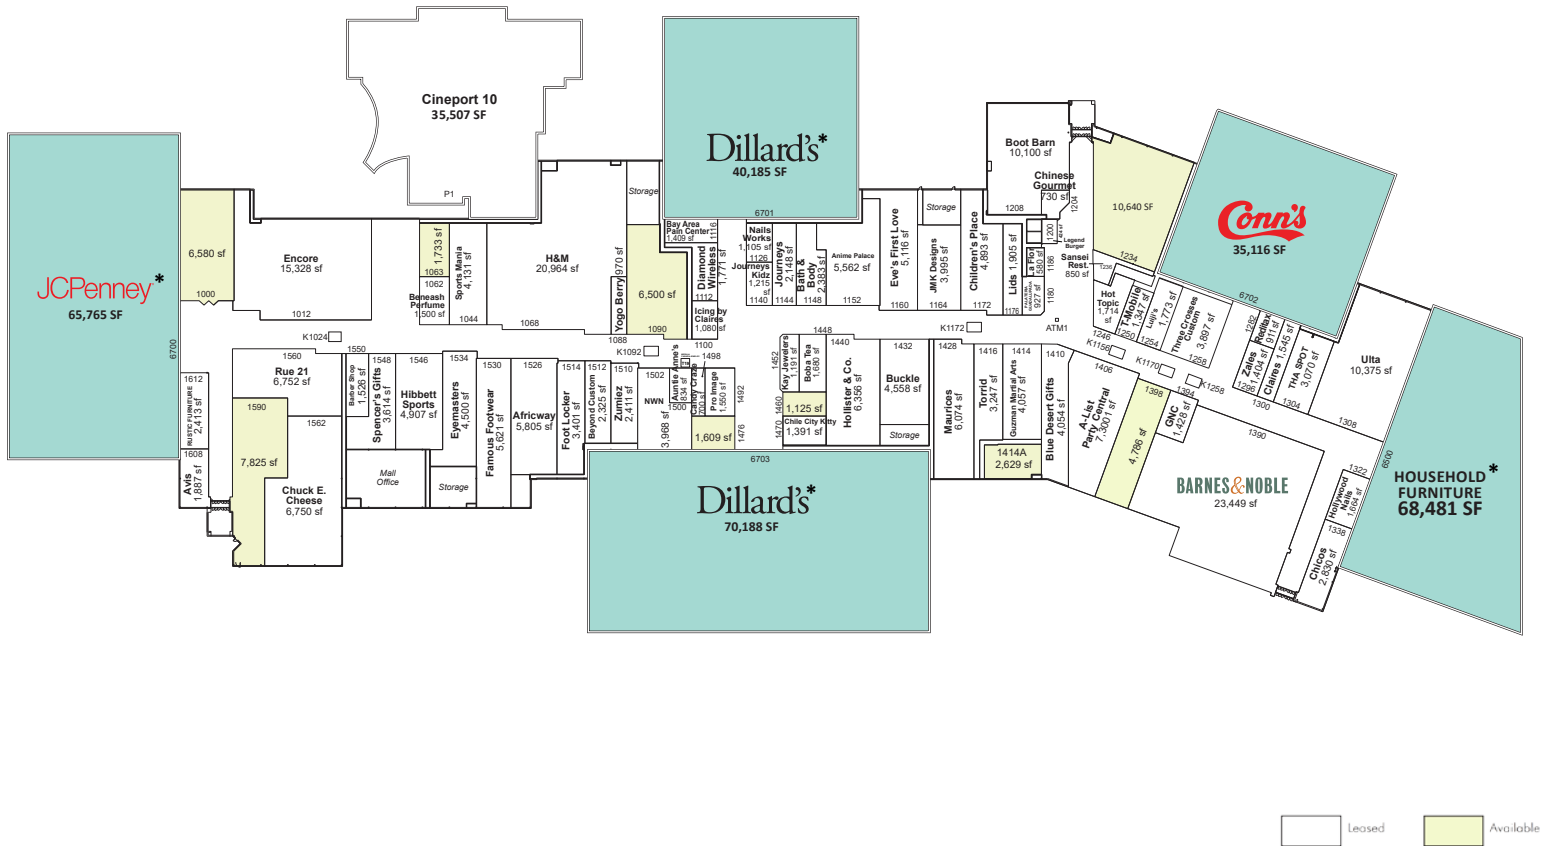 Cineport 10
35,507 SF
P1
JCPenney*
65,765 SF
6700
6,580 sf
1000
Encore
15,328 sf
1012
1,733 sf
1063
1062
Beneash
Perfume
1,500 sf
Sports Mania
4,131 sf
1044
H&M
20,964 sf
1068
Storage
Yogo Berry
970 sf
1088
6,500 sf
1090
Dillard's*
40,185 SF
6701
Bay Area
Pain Center
1,409 sf
1116
Diamond
Wireless
1,771 sf
1112
Icing by
Claires
1,080 sf
1100
Nails
Works
1,105 sf
1126
Journeys
Kidz
1,215
sf
1140
Journeys
2,148 sf
1144
Bath &
Body
2,383 sf
1148
Anime Palace
5,562 sf
1152
Eve's First Love
5,116 sf
1160
Storage
JMK Designs
3,995 sf
1164
Children's Place
4,893 sf
1172
Lids
1,905 sf
1176
La Flor
580 sf
927 sf
1180
1186
1200
Legend
Burger
Boot Barn
10,100 sf
1208
Chinese
Gourmet
730 sf
1204
Sansei
Rest.
850 sf
1236
10,640 SF
1234
Conn's
35,116 SF
6702
Hot
Topic
1,714
sf
1246
T-Mobile
1,347 sf
1250
Luiji's
1,773 sf
1254
Three Crosses
Custom
3,897 sf
1258
Zales
1,404 sf
1296
Reditax
911 sf
1282
Claires
1,545 sf
1300
THA SPOT
3,070 sf
1304
Ulta
10,375 sf
1308
HOUSEHOLD*
FURNITURE
68,481 SF
6500
K1024
K1092
K1172
ATM1
K1156
K1170
K1258
1560
Rue 21
6,752 sf
1550
1612
RUSTIC FURNITURE
2,413 sf
1608
Avis
1,887 sf
1590
7,825 sf
1562
Chuck E.
Cheese
6,750 sf
Barber Shop
1,526 sf
1548
Spencer's Gifts
3,614 sf
1546
Hibbett
Sports
4,907 sf
Mall
Office
1534
Eyemasters
4,500 sf
Storage
1530
Famous Footwear
5,621 sf
1526
Africway
5,805 sf
1514
Foot Locker
3,401 sf
1512
Beyond Custom
2,325 sf
1510
Zumiez
2,411 sf
1502
NWN
3,968 sf
1500
Auntie Anne's
834 sf
1498
Candy Craze
700 sf
Pro Image
1,550 sf
1492
1476
1,609 sf
Dillard's*
70,188 SF
6703
1448
1452
Kay Jewelers
1,191 sf
Boba Tea
1,680 sf
1460
1,125 sf
1470
Chile City Kitty
1,391 sf
1440
Hollister & Co.
6,356 sf
1432
Buckle
4,558 sf
Storage
1428
Maurices
6,074 sf
1416
Torrid
3,247 sf
1414
Guzman Martial Arts
4,057 sf
1414A
2,629 sf
1410
Blue Desert Gifts
4,054 sf
1406
A-List
Party Central
7,3001 sf
1398
4,786 sf
1394
GNC
1,428 sf
1390
BARNES&NOBLE
23,449 sf
1322
Hollywood
Nails
1,664 sf
1338
Chicos
2,830 sf
Leased
Available